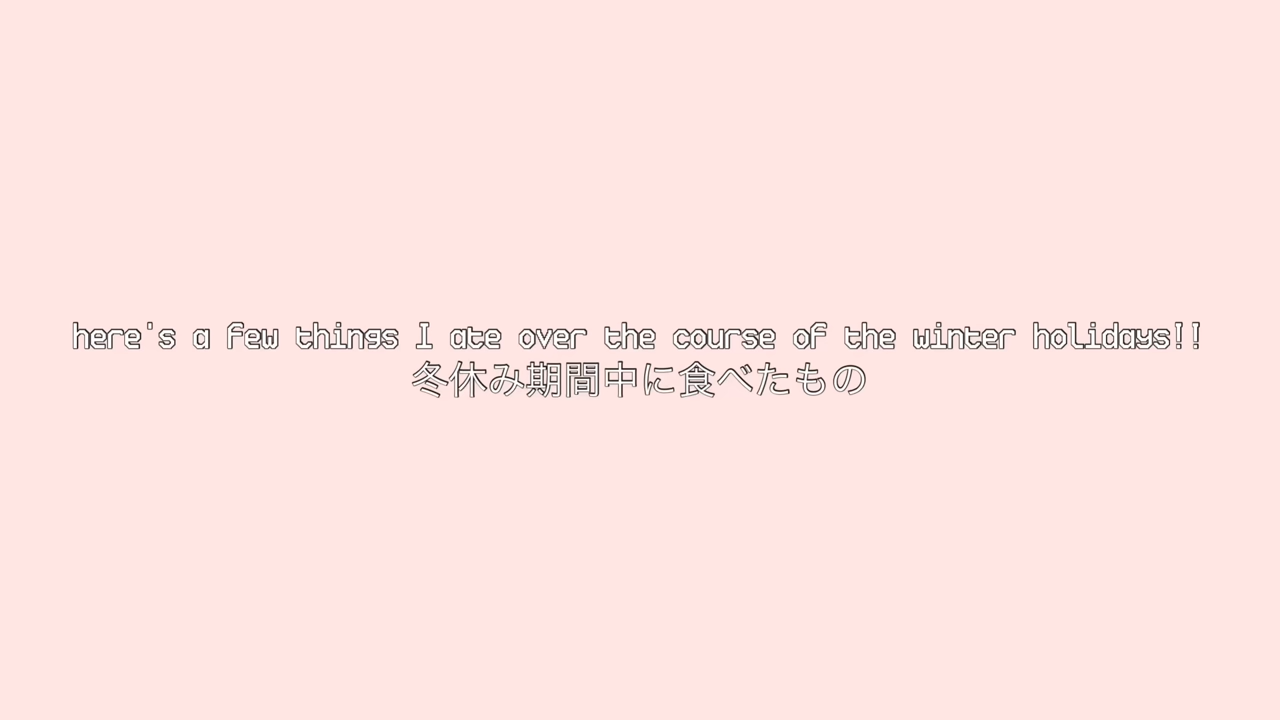 here's a few things I ate over the course of the winter holidays!!
冬休み期間中に食べたもの